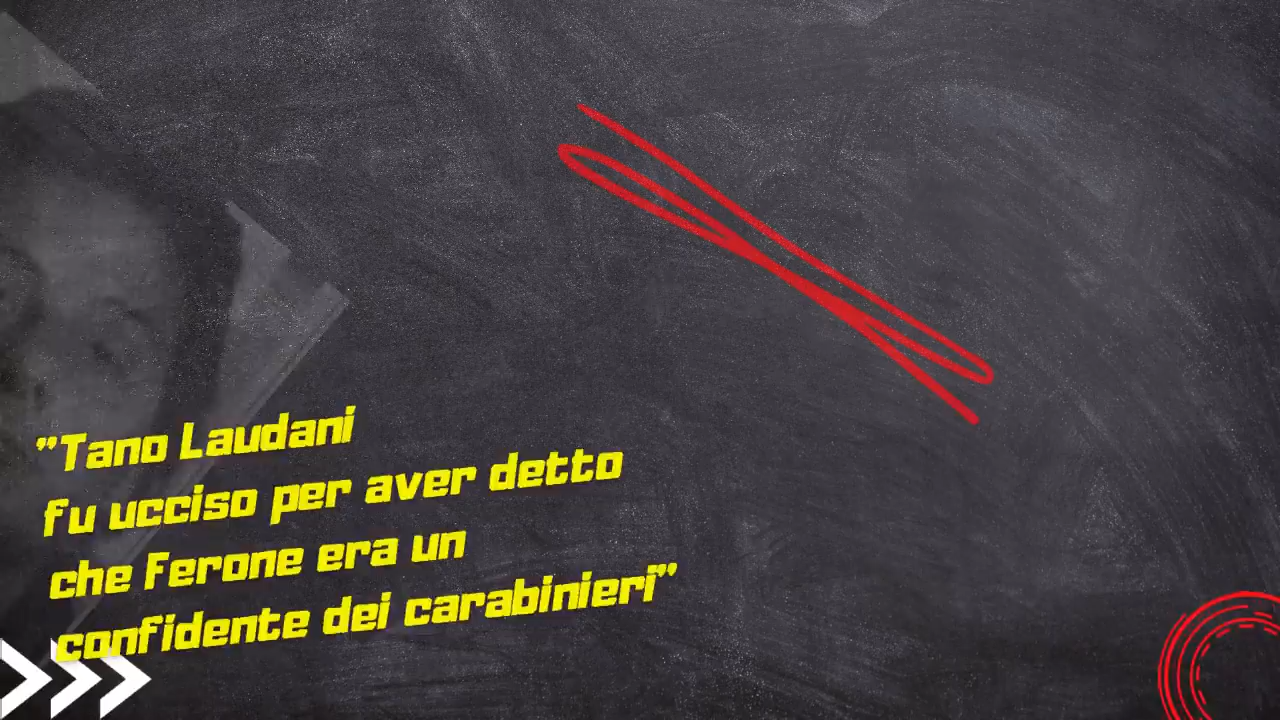 "Tano Laudani
fu ucciso per aver detto
che Ferone era un
confidente dei carabinieri"